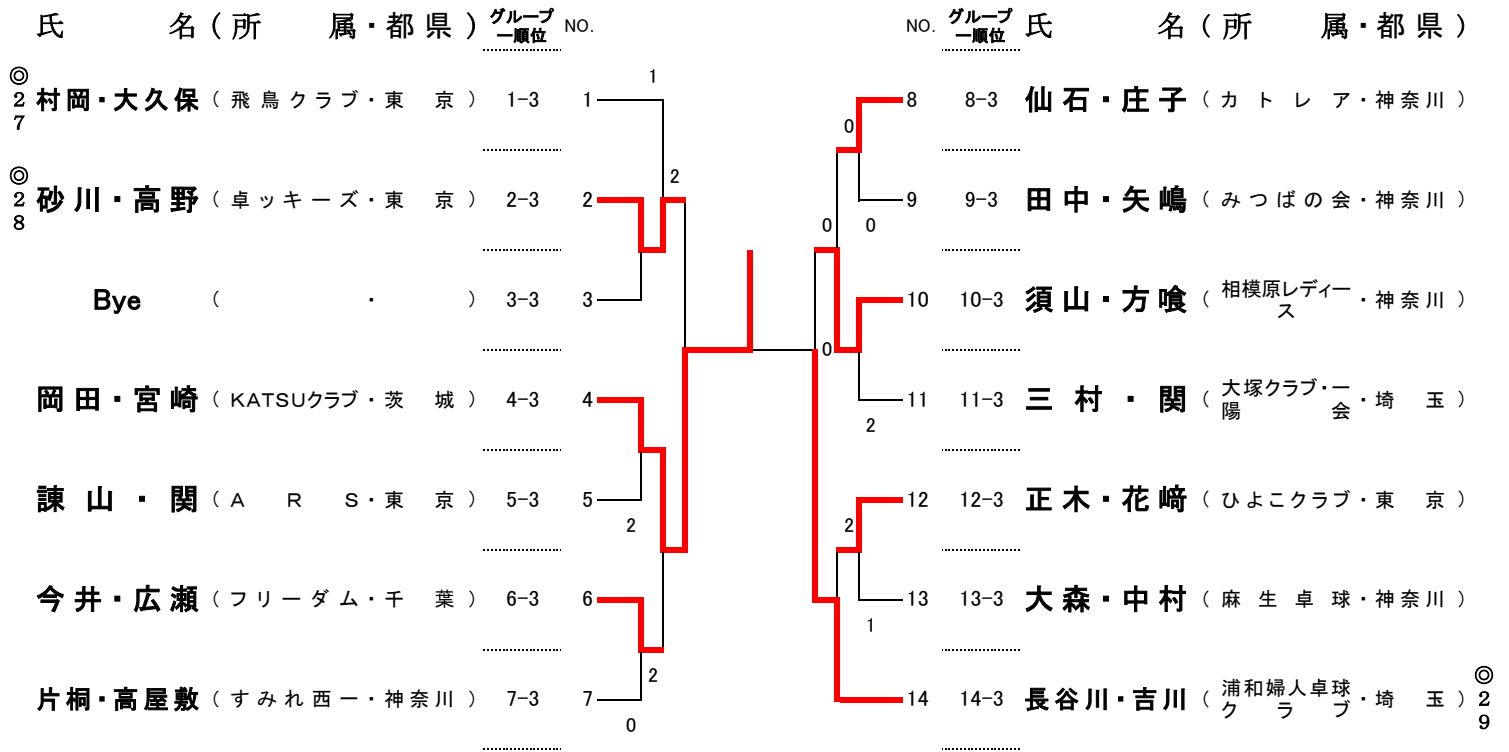 氏 名 ( 所 属・都 県 ) グループ一順位 NO.
◎27 村岡・大久保 ( 飛鳥クラブ・東 京 ) 1-3 1
◎28 砂川・高野 ( 卓ッキーズ・東 京 ) 2-3 2
Bye ( ・ ) 3-3 3
岡田・宮崎 ( KATSUクラブ・茨 城 ) 4-3 4
諫山・関 ( A R S・東 京 ) 5-3 5
今井・広瀬 ( フリーダム・千 葉 ) 6-3 6
片桐・高屋敷 ( すみれ西一・神奈川 ) 7-3 7
1
2
2
2
0
NO. グループ一順位 氏 名 ( 所 属・都 県 )
8 8-3 仙石・庄子 ( カトレア・神奈川 )
9 9-3 田中・矢嶋 ( みつばの会・神奈川 )
10 10-3 須山・方喰 ( 相模原レディース・神奈川 )
11 11-3 三村・関 ( 大塚クラブ・一陽会・埼 玉 )
12 12-3 正木・花﨑 ( ひよこクラブ・東 京 )
13 13-3 大森・中村 ( 麻生卓球・神奈川 )
14 14-3 長谷川・吉川 ( 浦和婦人卓球クラブ・埼 玉 ) ◎29
0
0
0
0
2
2
1